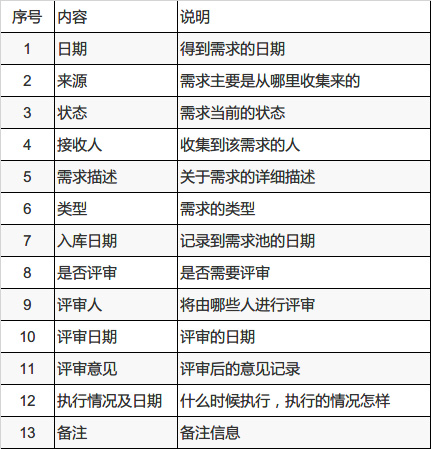 序号 内容 说明
1 日期 得到需求的日期
2 来源 需求主要是从哪里收集来的
3 状态 需求当前的状态
4 接收人 收集到该需求的人
5 需求描述 关于需求的详细描述
6 类型 需求的类型
7 入库日期 记录到需求池的日期
8 是否评审 是否需要评审
9 评审人 将由哪些人进行评审
10 评审日期 评审的日期
11 评审意见 评审后的意见记录
12 执行情况及日期 什么时候执行，执行的情况怎样
13 备注 备注信息